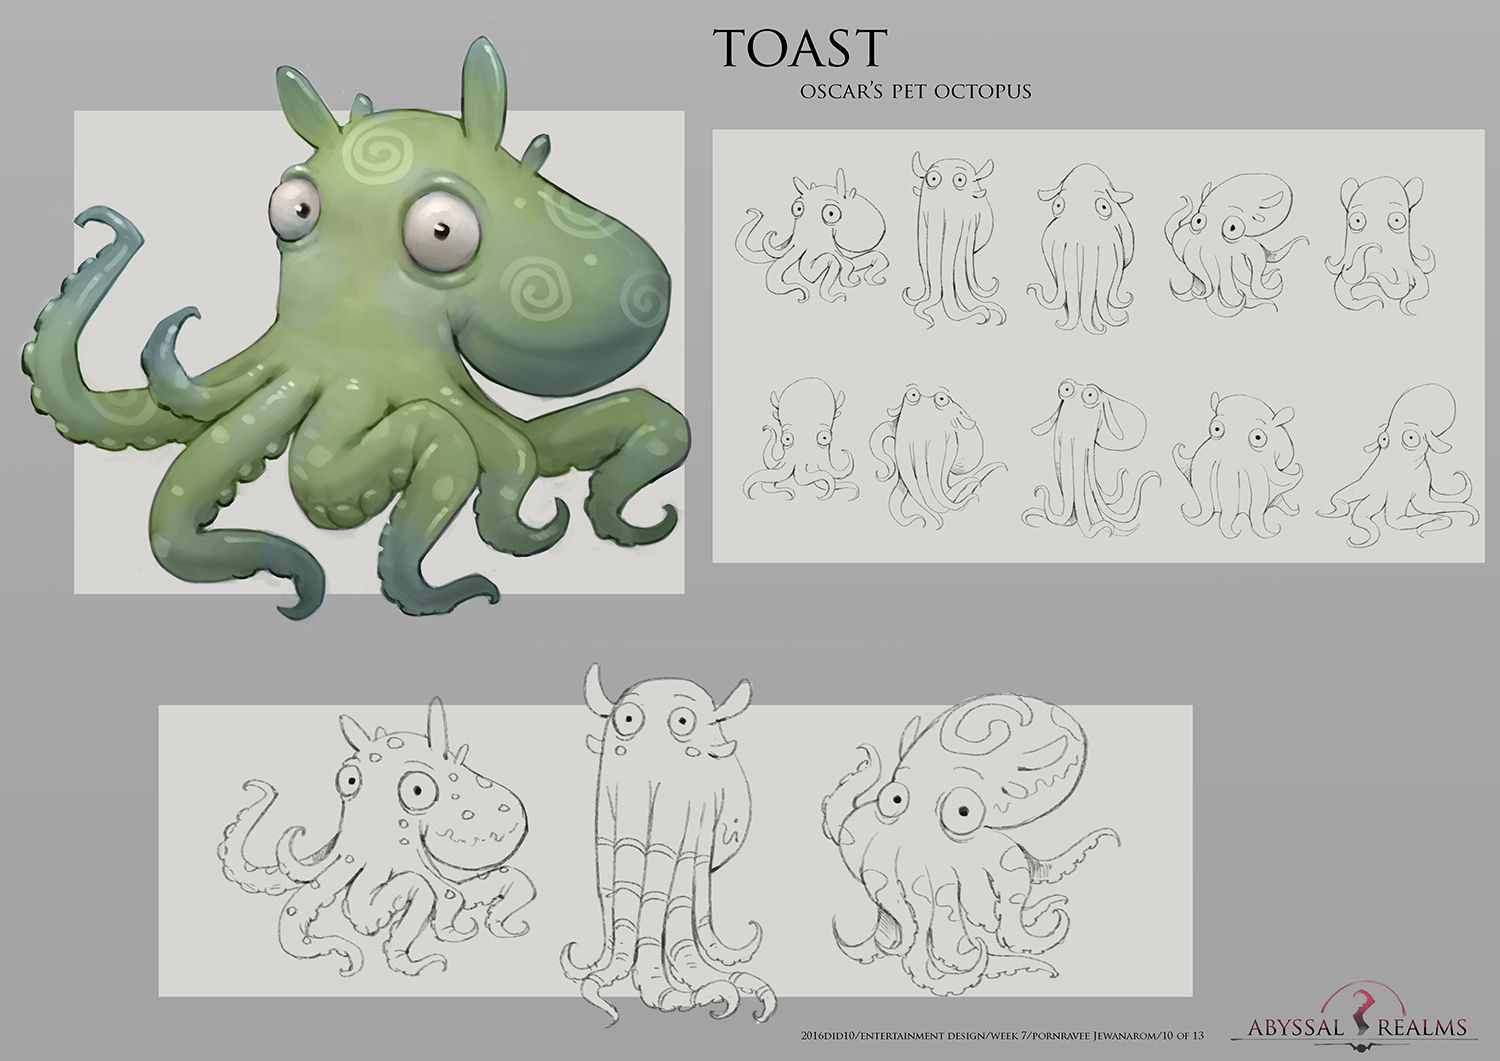 TOAST
OSCAR'S PET OCTOPUS
2016DID10/ENTERTAINMENT DESIGN/WEEK 7/PORNRAVEE JEWANAROM/10 OF 13
ABYSSAL REALMS